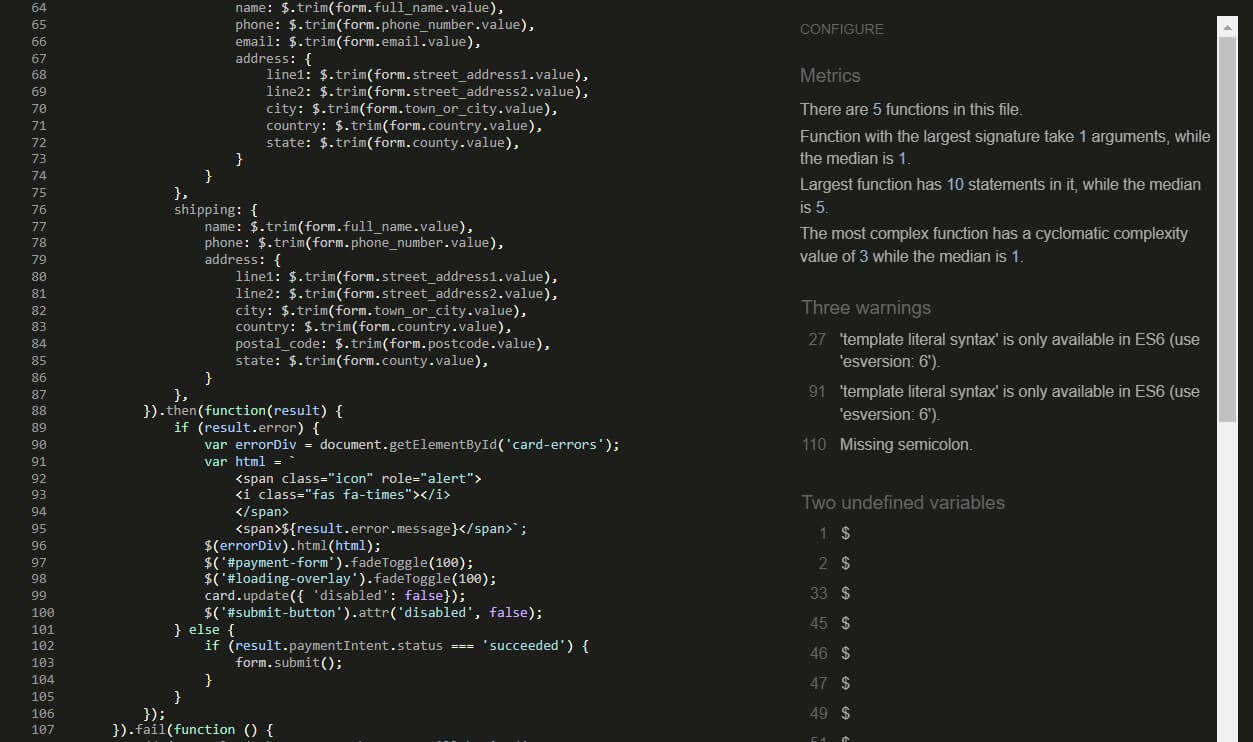 64 name: $.trim(form.full_name.value),
65 phone: $.trim(form.phone_number.value),
66 email: $.trim(form.email.value),
67 address: {
68 line1: $.trim(form.street_address1.value),
69 line2: $.trim(form.street_address2.value),
70 city: $.trim(form.town_or_city.value),
71 country: $.trim(form.country.value),
72 state: $.trim(form.county.value),
73 }
74 }
75 },
76 shipping: {
77 name: $.trim(form.full_name.value),
78 phone: $.trim(form.phone_number.value),
79 address: {
80 line1: $.trim(form.street_address1.value),
81 line2: $.trim(form.street_address2.value),
82 city: $.trim(form.town_or_city.value),
83 country: $.trim(form.country.value),
84 postal_code: $.trim(form.postcode.value),
85 state: $.trim(form.county.value),
86 }
87 },
88 }).then(function(result) {
89 if (result.error) {
90 var errorDiv = document.getElementById('card-errors');
91 var html = `
92 <span class="icon" role="alert">
93 <i class="fas fa-times"></i>
94 </span>
95 <span>${result.error.message}</span>`;
96 $(errorDiv).html(html);
97 $('#payment-form').fadeToggle(100);
98 $('#loading-overlay').fadeToggle(100);
99 card.update({ 'disabled': false});
100 $('#submit-button').attr('disabled', false);
101 } else {
102 if (result.paymentIntent.status === 'succeeded') {
103 form.submit();
104 }
105 }
106 });
107 }).fail(function () {
CONFIGURE
Metrics
There are 5 functions in this file.
Function with the largest signature take 1 arguments, while
the median is 1.
Largest function has 10 statements in it, while the median
is 5.
The most complex function has a cyclomatic complexity
value of 3 while the median is 1.
Three warnings
27 'template literal syntax' is only available in ES6 (use
'esversion: 6').
91 'template literal syntax' is only available in ES6 (use
'esversion: 6').
110 Missing semicolon.
Two undefined variables
1 $
2 $
33 $
45 $
46 $
47 $
49 $
51 $